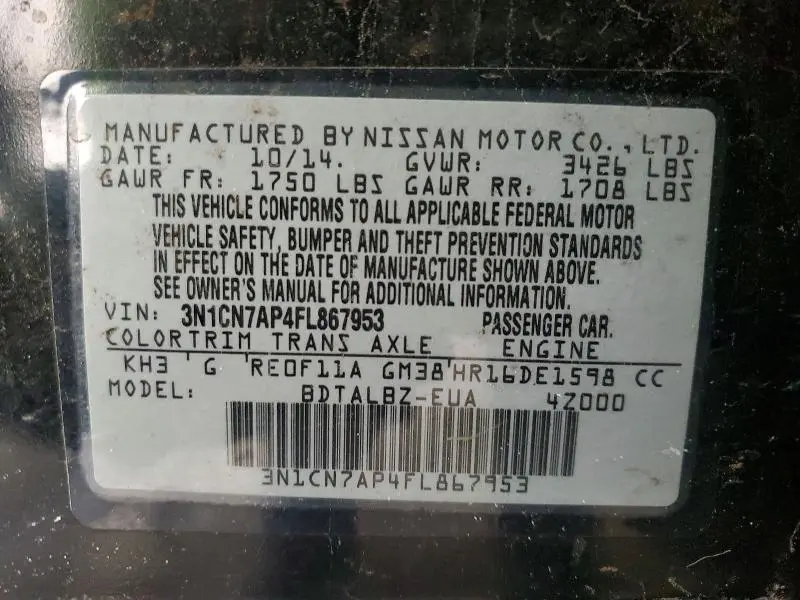 MANUFACTURED BY NISSAN MOTOR CO., LTD.
DATE: 10/14. GVWR: 3426 LBS
GAWR FR: 1750 LBS GAWR RR: 1708 LBS
THIS VEHICLE CONFORMS TO ALL APPLICABLE FEDERAL MOTOR
VEHICLE SAFETY, BUMPER AND THEFT PREVENTION STANDARDS
IN EFFECT ON THE DATE OF MANUFACTURE SHOWN ABOVE.
SEE OWNER'S MANUAL FOR ADDITIONAL INFORMATION.
VIN: 3N1CN7AP4FL867953 PASSENGER CAR.
COLORTRIM TRANS AXLE ENGINE
KH3 'G 'RE0F11A GM38'HR16DE1598 CC
MODEL: BDTALBZ-EUA 4Z000
3N1CN7AP4FL867953